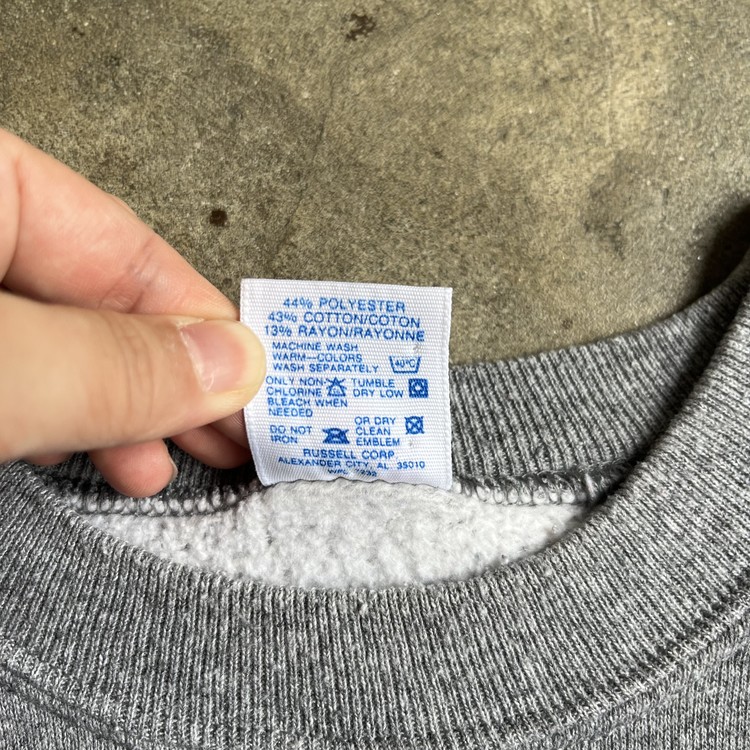 44% POLYESTER
43% COTTON/COTON
13% RAYON/RAYONNE
MACHINE WASH
WARM-COLORS
WASH SEPARATELY 40°C
ONLY NON- TUMBLE
CHLORINE DRY LOW
BLEACH WHEN
NEEDED
DO NOT OR DRY
IRON CLEAN
EMBLEM
RUSSELL CORP
ALEXANDER CITY, AL 35010